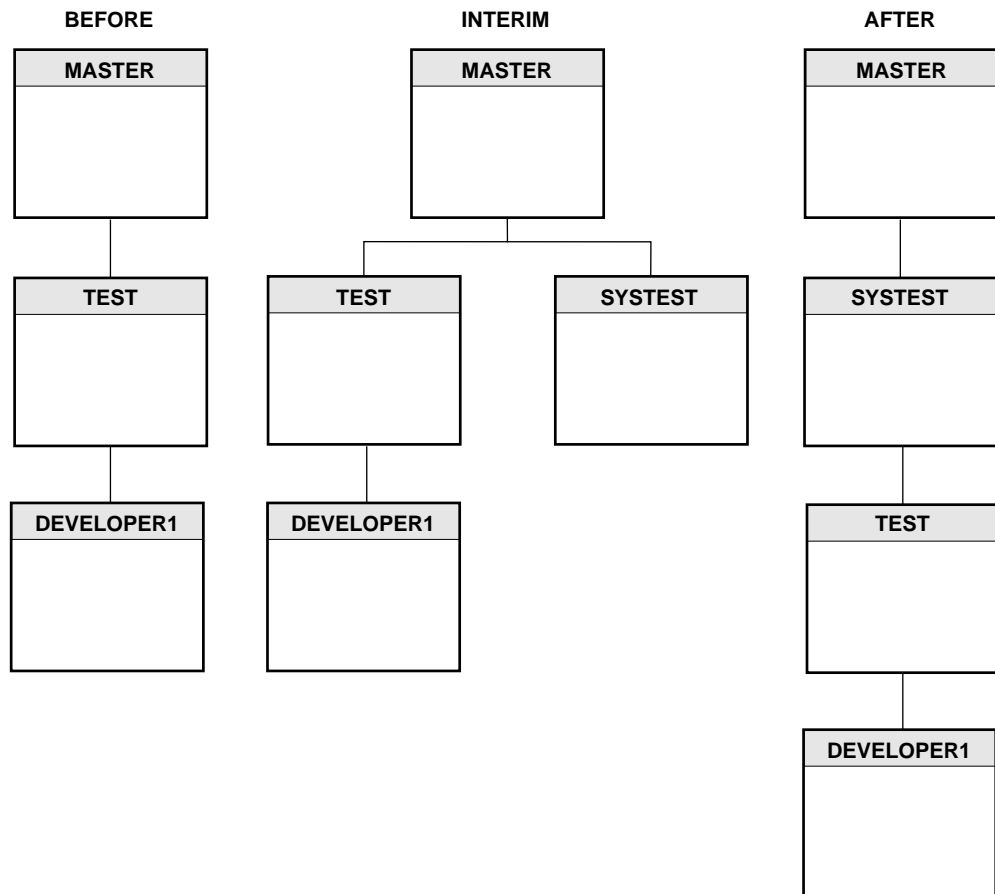 BEFORE INTERIM AFTER
MASTER MASTER MASTER
TEST TEST SYSTEST SYSTEST
DEVELOPER1 DEVELOPER1 TEST
DEVELOPER1